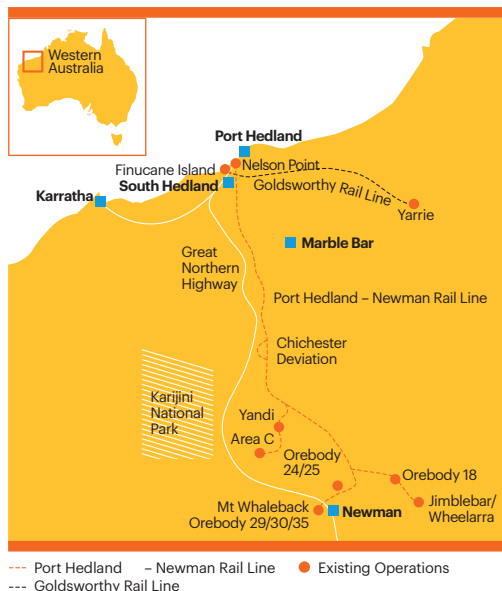 Western
Australia
Port Hedland
Finucane Island
Nelson Point
South Hedland
Goldsworthy Rail Line
Karratha
Yarrie
Marble Bar
Great
Northern
Highway
Port Hedland – Newman Rail Line
Chichester
Deviation
Karijini
National
Park
Yandi
Area C
Orebody
24/25
Orebody 18
Jimblebar/
Wheelarra
Mt Whaleback
Orebody 29/30/35
Newman
Port Hedland – Newman Rail Line
Existing Operations
Goldsworthy Rail Line